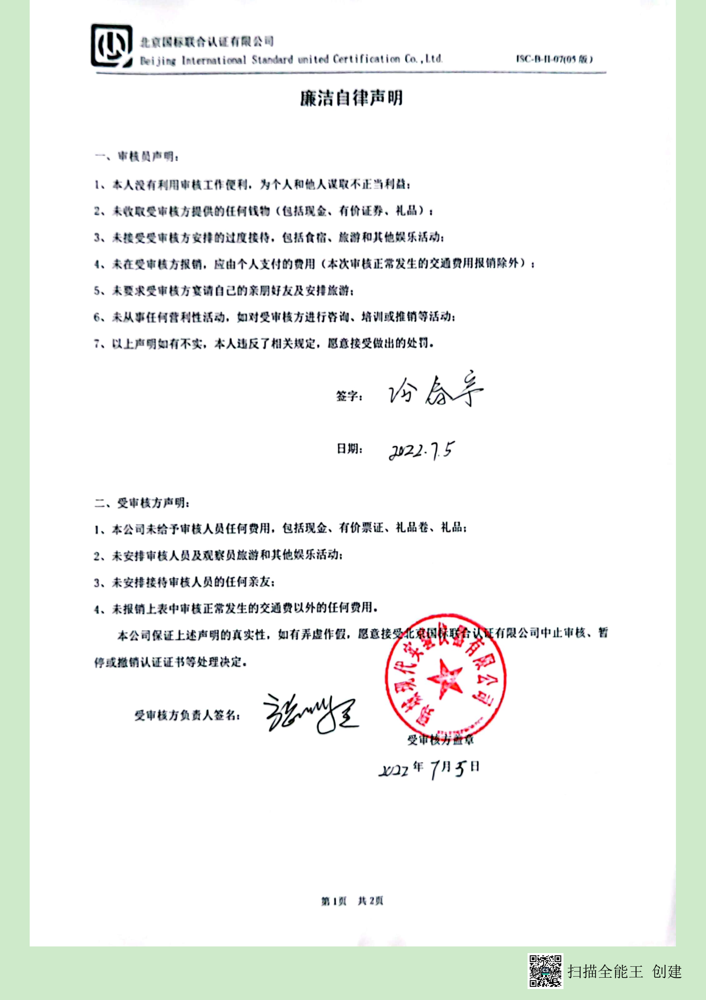 北京国标联合认证有限公司
Beijing International Standard united Certification Co.,Ltd.
ISC-B-II-07(05版)
廉洁自律声明
一、审核员声明:
1、本人没有利用审核工作便利，为个人和他人谋取不正当利益;
2、未收取受审核方提供的任何钱物（包括现金、有价证券、礼品）;
3、未接受受审核方安排的过度接待，包括食宿、旅游和其他娱乐活动;
4、未在受审核方报销，应由个人支付的费用（本次审核正常发生的交通费用报销除外）;
5、未要求受审核方宴请自己的亲朋好友及安排旅游;
6、未从事任何营利性活动，如对受审核方进行咨询、培训或推销等活动;
7、以上声明如有不实，本人违反了相关规定，愿意接受做出的处罚。
签字:
日期: 2022.7.5
二、受审核方声明:
1、本公司未给予审核人员任何费用，包括现金、有价票证、礼品卷、礼品;
2、未安排审核人员及观察员旅游和其他娱乐活动;
3、未安排接待审核人员的任何亲友;
4、未报销上表中审核正常发生的交通费以外的任何费用。
本公司保证上述声明的真实性，如有弄虚作假，愿意接受北京国标联合认证有限公司中止审核、暂
停或撤销认证证书等处理决定。
现代实验仪器有限公司
受审核方负责人签名:
受审核方盖章
2022年7月5日
第1页 共2页
CS
扫描全能王 创建